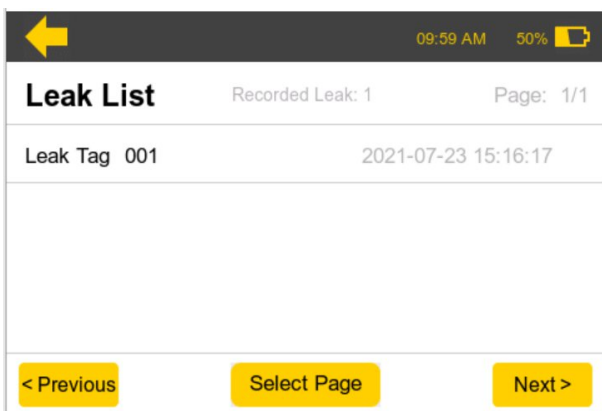 09:59 AM 50%
Leak List Recorded Leak: 1 Page: 1/1
Leak Tag 001 2021-07-23 15:16:17
< Previous Select Page Next >